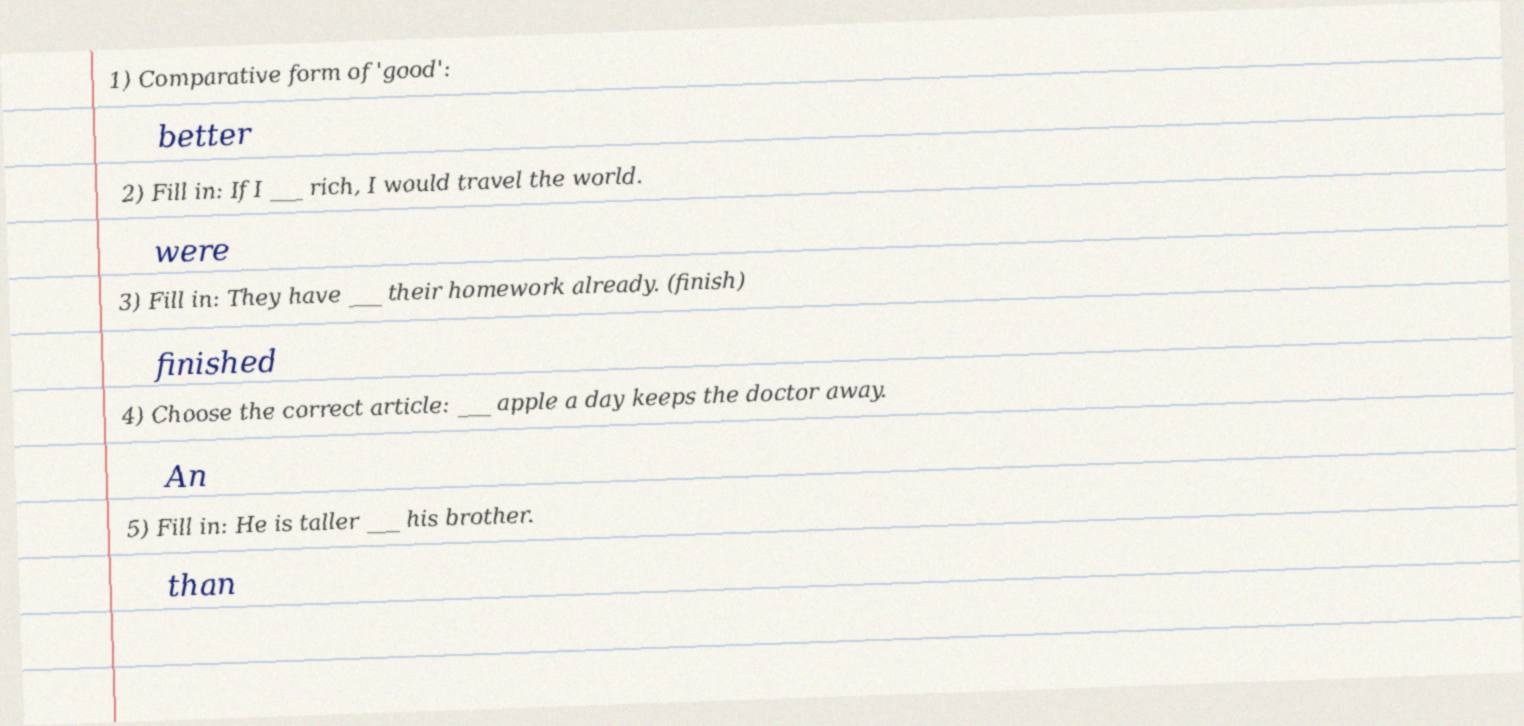 1) Comparative form of 'good':
better
2) Fill in: If I ___ rich, I would travel the world.
were
3) Fill in: They have ___ their homework already. (finish)
finished
4) Choose the correct article: ___ apple a day keeps the doctor away.
An
5) Fill in: He is taller ___ his brother.
than